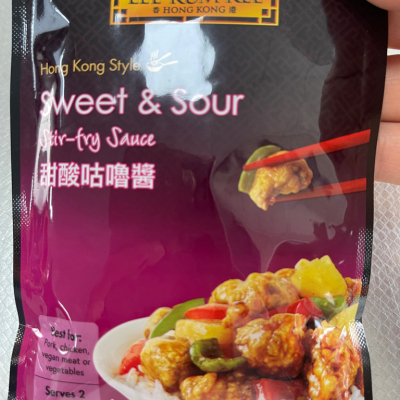 LEE KUM KEE
香 HONG KONG 港
Hong Kong Style
Sweet & Sour
Stir-fry Sauce
甜酸咕嚕醬
Best for:
Pork, chicken,
vegan meat or
vegetables
Serves 2